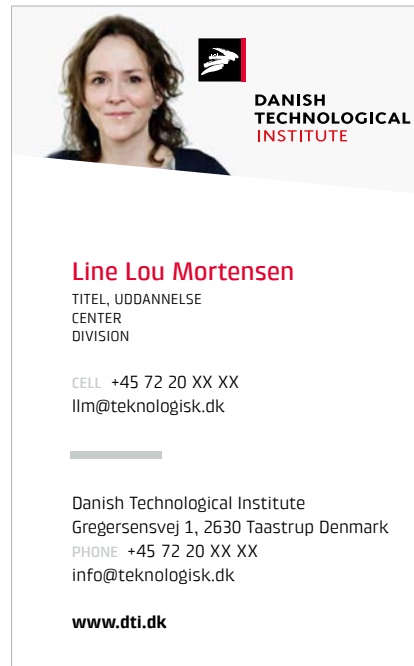 DANISH
TECHNOLOGICAL
INSTITUTE
Line Lou Mortensen
TITEL, UDDANNELSE
CENTER
DIVISION
CELL +45 72 20 XX XX
llm@teknologisk.dk
Danish Technological Institute
Gregersensvej 1, 2630 Taastrup Denmark
PHONE +45 72 20 XX XX
info@teknologisk.dk
www.dti.dk